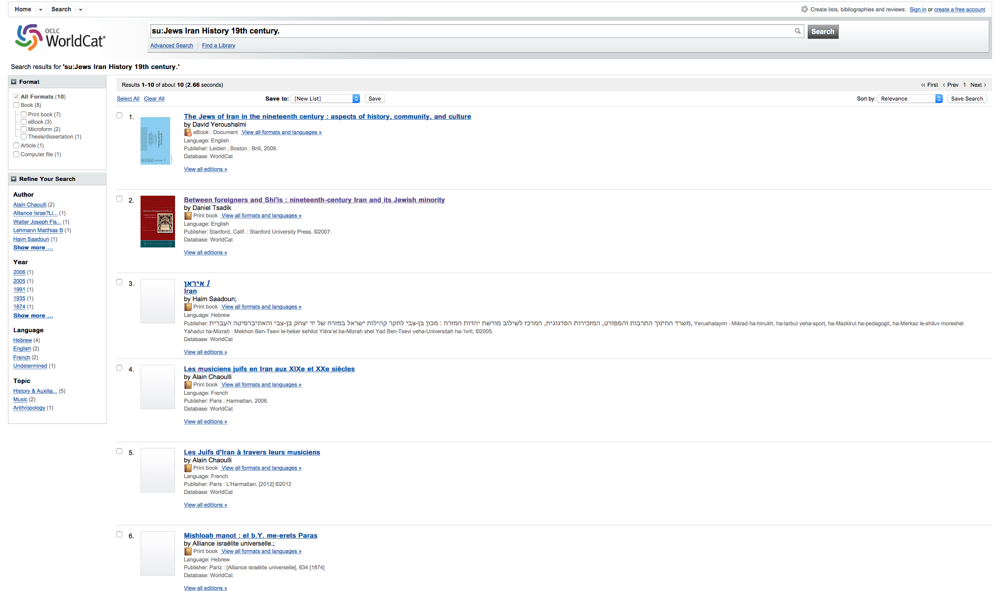 Home Search Create lists, bibliographies and reviews: Sign in or create a free account
OCLC
WorldCat®
su:Jews Iran History 19th century. Search
Advanced Search Find a Library
Search results for 'su:Jews Iran History 19th century.'
Format
All Formats (10)
Book (8)
Print book (7)
eBook (3)
Microform (2)
Thesis/dissertation (1)
Article (1)
Computer file (1)
Refine Your Search
Author
Alain Chaoulli (2)
Alliance Israe?Li... (1)
Walter Joseph Fis... (1)
Lehmann Matthias B (1)
Haim Saadoun (1)
Show more ...
Year
2006 (1)
2005 (1)
1991 (1)
1935 (1)
1874 (1)
Show more ...
Language
Hebrew (4)
English (2)
French (2)
Undetermined (1)
Topic
History & Auxilia... (5)
Music (2)
Anthropology (1)
Results 1-10 of about 10 (2.66 seconds) « First < Prev 1 Next >
Select All Clear All Save to: [New List] Save Sort by: Relevance Save Search
1. The Jews of Iran in the nineteenth century : aspects of history, community, and culture
by David Yeroushalmi
eBook : Document View all formats and languages »
Language: English
Publisher: Leiden ; Boston : Brill, 2009.
Database: WorldCat
View all editions »
2. Between foreigners and Shi'is : nineteenth-century Iran and its Jewish minority
by Daniel Tsadik
Print book View all formats and languages »
Language: English
Publisher: Stanford, Calif. : Stanford University Press, ©2007.
Database: WorldCat
View all editions »
3. איראן /
Iran
by Haim Saadoun;
Print book View all formats and languages »
Language: Hebrew
Publisher: משרד החינוך התרבות והספורט, המזכירות הפדגוגית, המרכז לשילוב מורשת יהדות המזרח : מכון בן-צבי לחקר קהילות ישראל במזרח של יד יצחק בן-צבי והאוניברסיטה העברית, Yerushalayim : Miśrad ha-ḥinukh, ha-tarbut ṿeha-sporṭ, ha-Mazkirut ha-pedagogit, ha-Merkaz le-shiluv moreshet
Yahadut ha-Mizraḥ : Mekhon Ben-Tsevi le-ḥeḳer ḳehilot Yiśra'el ba-Mizraḥ shel Yad Ben-Tsevi ṿeha-Universiṭah ha-'Ivrit, ©2005.
Database: WorldCat
View all editions »
4. Les musiciens juifs en Iran aux XIXe et XXe siècles
by Alain Chaoulli
Print book View all formats and languages »
Language: French
Publisher: Paris : Harmattan, 2006.
Database: WorldCat
View all editions »
5. Les Juifs d'Iran à travers leurs musiciens
by Alain Chaoulli
Print book View all formats and languages »
Language: French
Publisher: Paris : L'Harmattan, [2012] ©2012
Database: WorldCat
View all editions »
6. Mishloaḥ manot : el b.Y. me-erets Paras
by Alliance israélite universelle.;
Print book View all formats and languages »
Language: Hebrew
Publisher: Pariz : [Alliance israélite universelle], 634 [1874]
Database: WorldCat
View all editions »